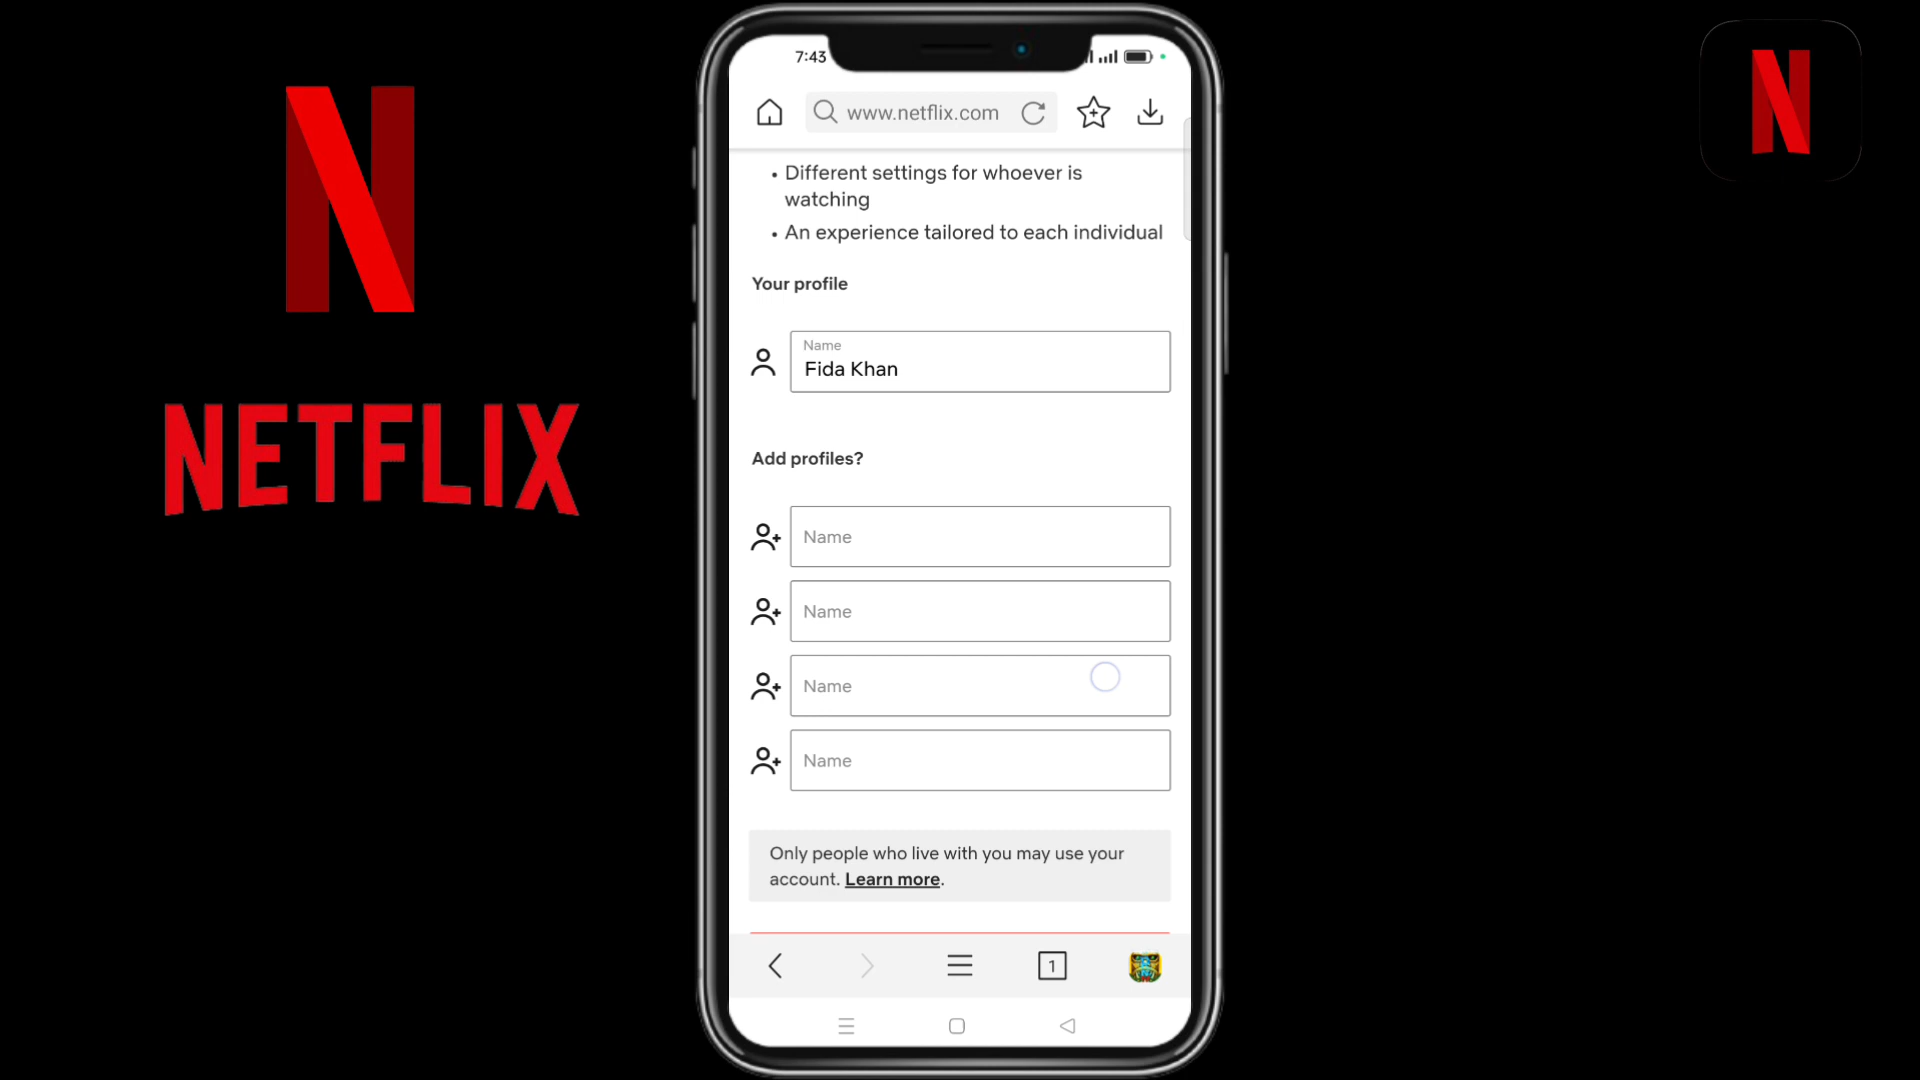 N
NETFLIX
N
7:43
www.netflix.com
• Different settings for whoever is
watching
• An experience tailored to each individual
Your profile
Name
Fida Khan
Add profiles?
Name
Name
Name
Name
Only people who live with you may use your
account. Learn more.
1